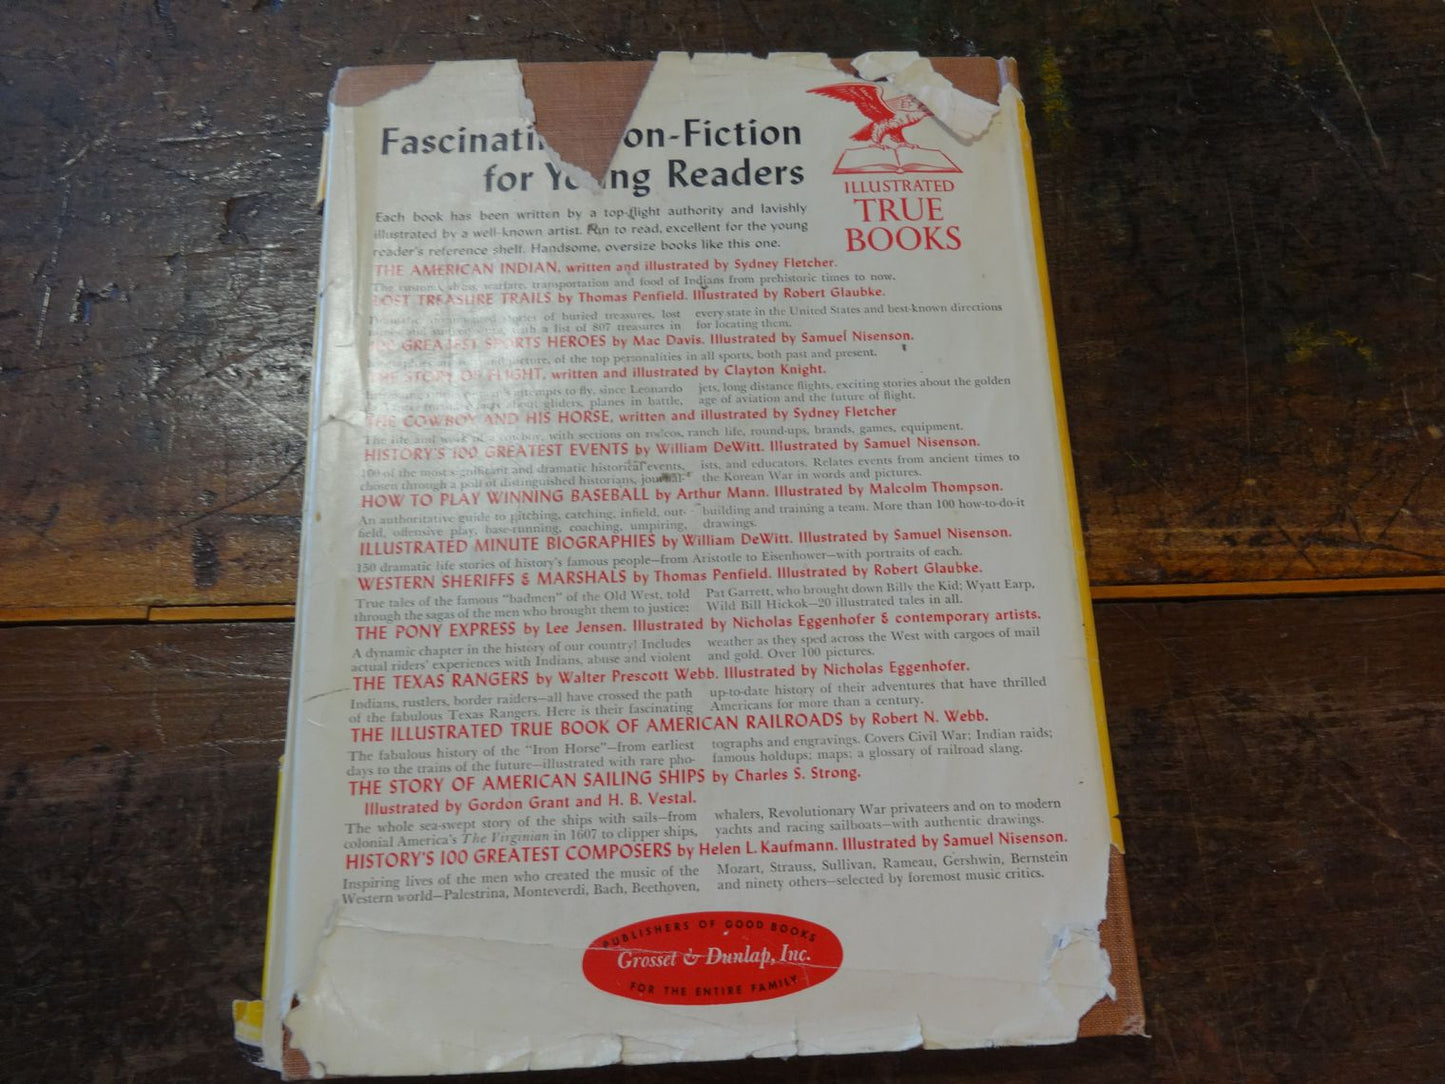 Fascinatin on-Fiction
for Young Readers
ILLUSTRATED
TRUE
BOOKS
Each book has been written by a top-flight authority and lavishly
illustrated by a well-known artist. Fun to read, excellent for the young
reader's reference shelf. Handsome, oversize books like this one.
THE AMERICAN INDIAN, written and illustrated by Sydney Fletcher.
The customs, dress, warfare, transportation and food of Indians from prehistoric times to now.
LOST TREASURE TRAILS by Thomas Penfield. Illustrated by Robert Glaubke.
stories of buried treasures, lost
with a list of 807 treasures in
every state in the United States and best-known directions
for locating them.
100 GREATEST SPORTS HEROES by Mac Davis. Illustrated by Samuel Nisenson.
and picture, of the top personalities in all sports, both past and present.
THE STORY OF FLIGHT, written and illustrated by Clayton Knight.
attempts to fly, since Leonardo
about gliders, planes in battle,
jets, long distance flights, exciting stories about the golden
age of aviation and the future of flight.
THE COWBOY AND HIS HORSE, written and illustrated by Sydney Fletcher
The life and work of a cowboy, with sections on rodeos, ranch life, round-ups, brands, games, equipment.
HISTORY'S 100 GREATEST EVENTS by William DeWitt. Illustrated by Samuel Nisenson.
100 of the most significant and dramatic historical events,
chosen through a poll of distinguished historians, journal-
ists, and educators. Relates events from ancient times to
the Korean War in words and pictures.
HOW TO PLAY WINNING BASEBALL by Arthur Mann. Illustrated by Malcolm Thompson.
An authoritative guide to pitching, catching, infield, out-
field, offensive play, base-running, coaching, umpiring,
building and training a team. More than 100 how-to-do-it
drawings.
ILLUSTRATED MINUTE BIOGRAPHIES by William DeWitt. Illustrated by Samuel Nisenson.
150 dramatic life stories of history's famous people—from Aristotle to Eisenhower—with portraits of each.
WESTERN SHERIFFS & MARSHALS by Thomas Penfield. Illustrated by Robert Glaubke.
True tales of the famous "badmen" of the Old West, told
through the sagas of the men who brought them to justice:
Pat Garrett, who brought down Billy the Kid; Wyatt Earp,
Wild Bill Hickok—20 illustrated tales in all.
THE PONY EXPRESS by Lee Jensen. Illustrated by Nicholas Eggenhofer & contemporary artists.
A dynamic chapter in the history of our country! Includes
actual riders' experiences with Indians, abuse and violent
weather as they sped across the West with cargoes of mail
and gold. Over 100 pictures.
THE TEXAS RANGERS by Walter Prescott Webb. Illustrated by Nicholas Eggenhofer.
Indians, rustlers, border raiders—all have crossed the path
of the fabulous Texas Rangers. Here is their fascinating
up-to-date history of their adventures that have thrilled
Americans for more than a century.
THE ILLUSTRATED TRUE BOOK OF AMERICAN RAILROADS by Robert N. Webb.
The fabulous history of the "Iron Horse"—from earliest
days to the trains of the future—illustrated with rare pho-
tographs and engravings. Covers Civil War; Indian raids;
famous holdups; maps; a glossary of railroad slang.
THE STORY OF AMERICAN SAILING SHIPS by Charles S. Strong.
Illustrated by Gordon Grant and H. B. Vestal.
The whole sea-swept story of the ships with sails—from
colonial America's The Virginian in 1607 to clipper ships,
whalers, Revolutionary War privateers and on to modern
yachts and racing sailboats—with authentic drawings.
HISTORY'S 100 GREATEST COMPOSERS by Helen L. Kaufmann. Illustrated by Samuel Nisenson.
Inspiring lives of the men who created the music of the
Western world—Palestrina, Monteverdi, Bach, Beethoven,
Mozart, Strauss, Sullivan, Rameau, Gershwin, Bernstein
and ninety others—selected by foremost music critics.
PUBLISHERS OF GOOD BOOKS
Grosset & Dunlap, Inc.
FOR THE ENTIRE FAMILY